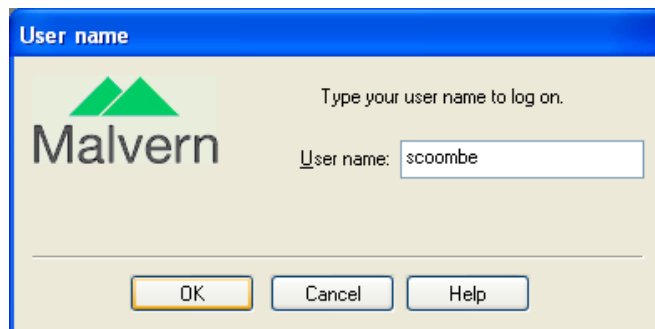 User name
Type your user name to log on.
Malvern
User name: scoombe
OK Cancel Help